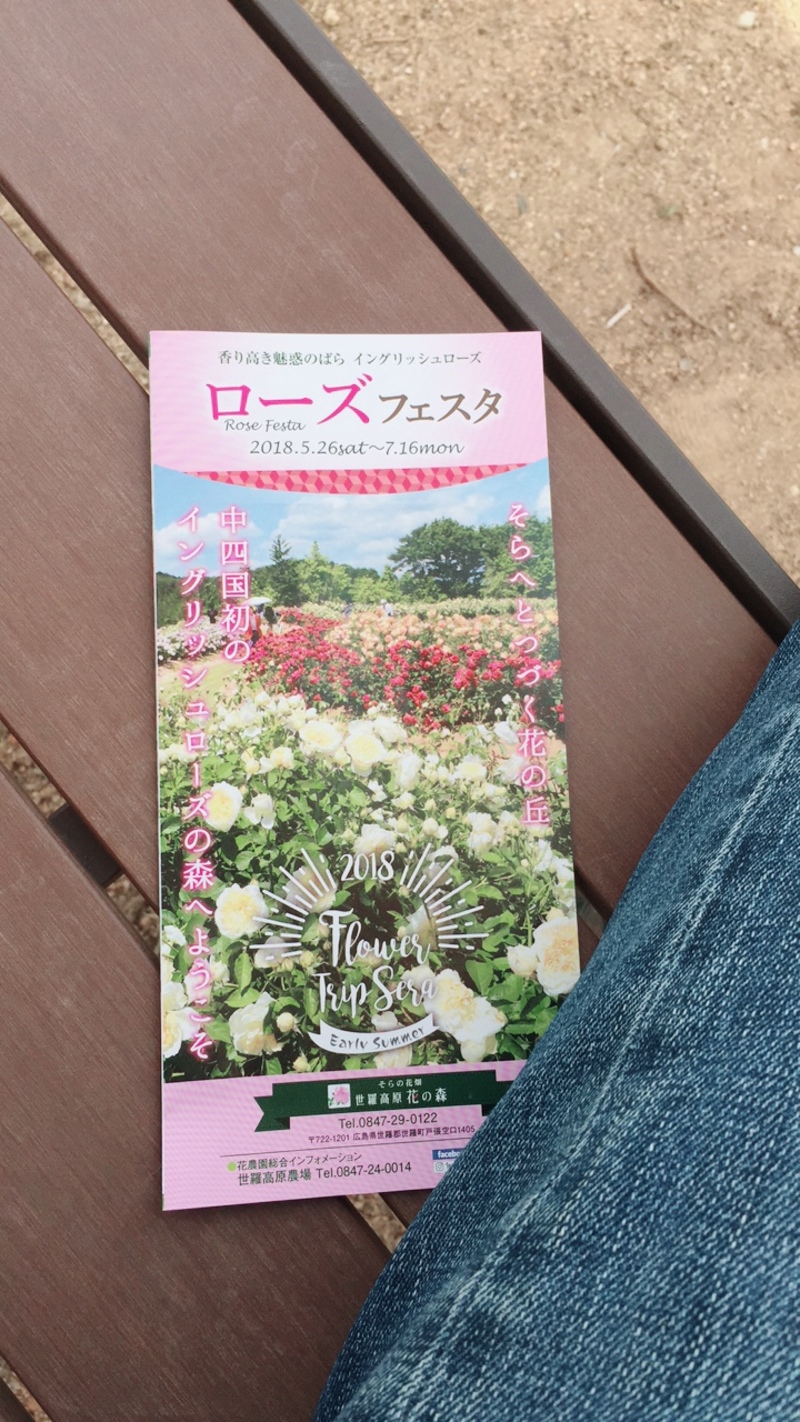 香り高き魅惑のばら イングリッシュローズ
ローズフェスタ
Rose Festa
2018.5.26sat～7.16mon
そらへとつづく花の丘
中四国初の
イングリッシュローズの森へようこそ
2018
Flower
Trip Sera
Early Summer
そらの花畑
世羅高原 花の森
Tel.0847-29-0122
〒722-1201 広島県世羅郡世羅町戸張空口1405
●花農園総合インフォメーション
世羅高原農場 Tel.0847-24-0014